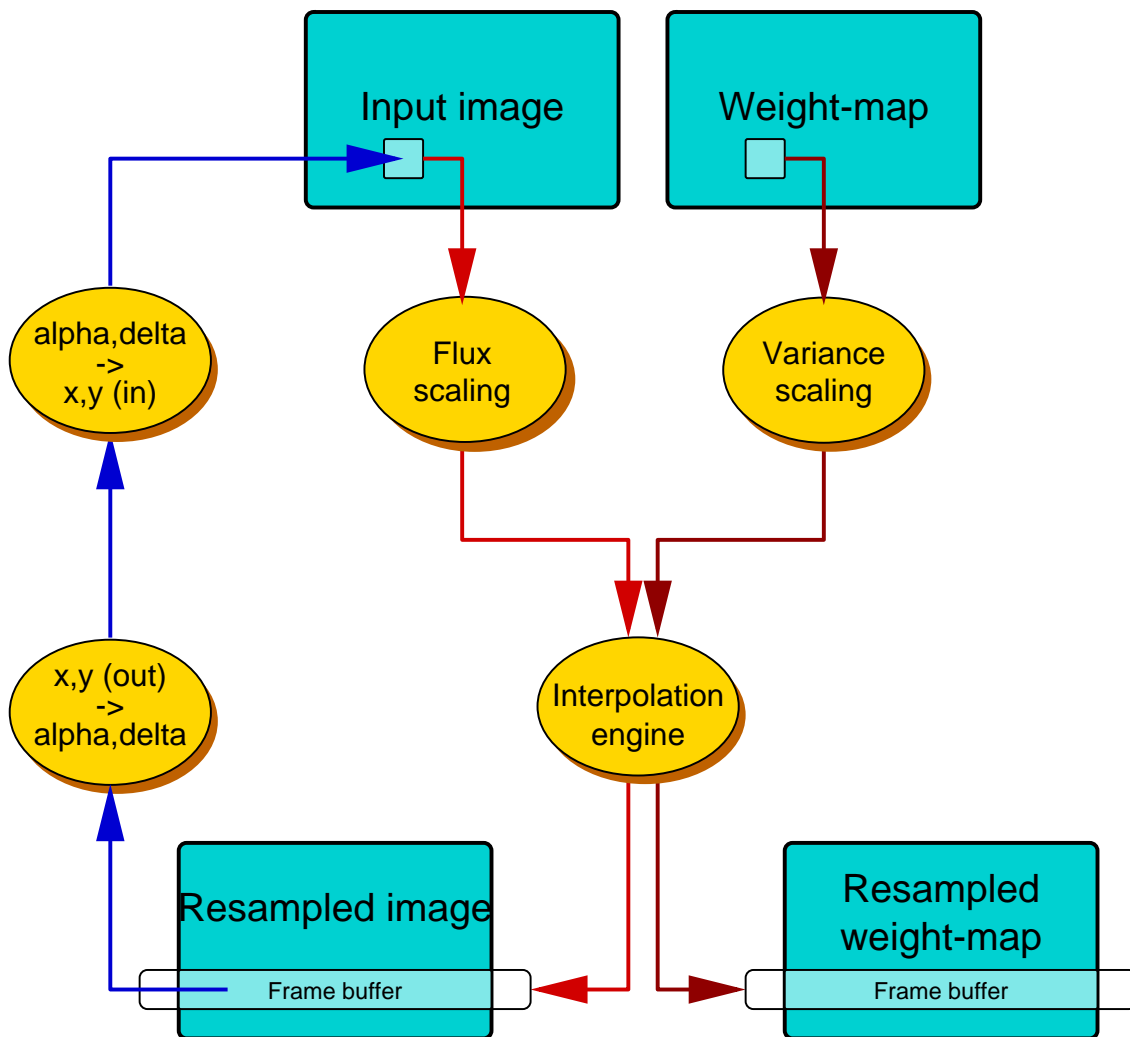 Input image
Weight-map
alpha,delta
->
x,y (in)
Flux
scaling
Variance
scaling
x,y (out)
->
alpha,delta
Interpolation
engine
Resampled image
Frame buffer
Resampled
weight-map
Frame buffer